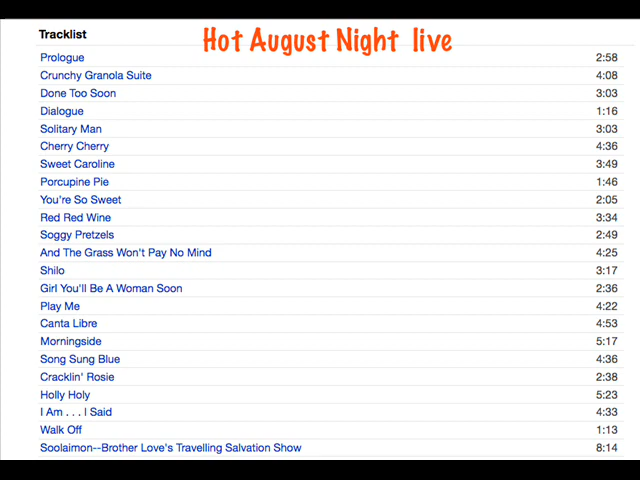 Tracklist
Hot August Night live
Prologue 2:58
Crunchy Granola Suite 4:08
Done Too Soon 3:03
Dialogue 1:16
Solitary Man 3:03
Cherry Cherry 4:36
Sweet Caroline 3:49
Porcupine Pie 1:46
You're So Sweet 2:05
Red Red Wine 3:34
Soggy Pretzels 2:49
And The Grass Won't Pay No Mind 4:25
Shilo 3:17
Girl You'll Be A Woman Soon 2:36
Play Me 4:22
Canta Libre 4:53
Morningside 5:17
Song Sung Blue 4:36
Cracklin' Rosie 2:38
Holly Holy 5:23
I Am . . . I Said 4:33
Walk Off 1:13
Soolaimon--Brother Love's Travelling Salvation Show 8:14